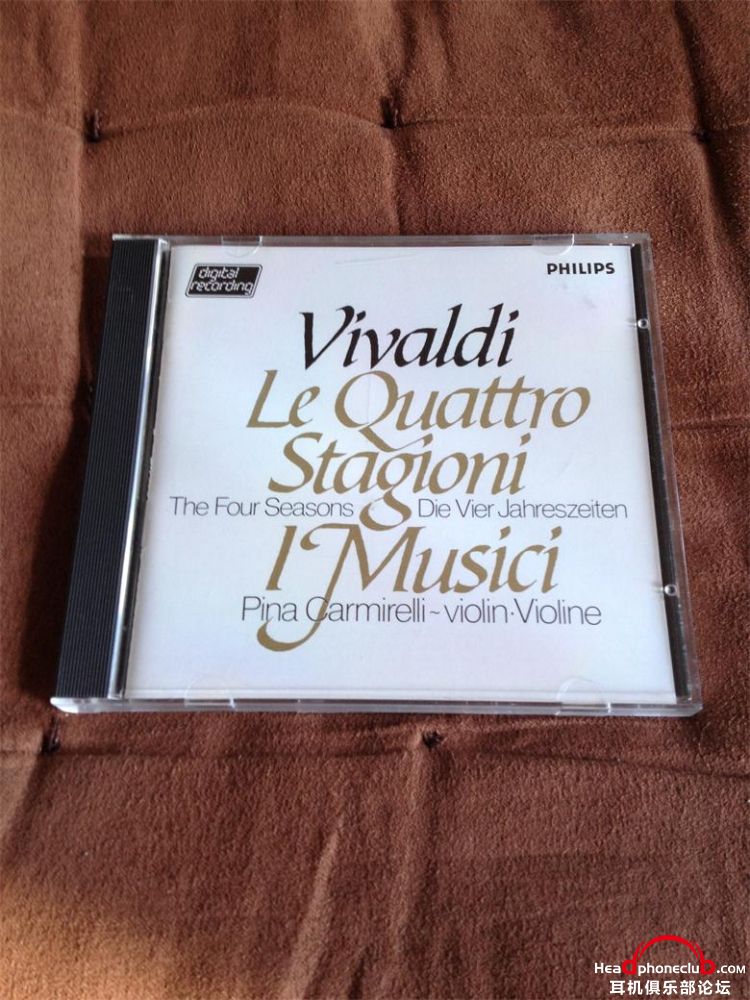 digital
recording
PHILIPS
Vivaldi
Le Quattro
Stagioni
The Four Seasons Die Vier Jahreszeiten
I Musici
Pina Carmirelli ~ violin · Violine
Headphoneclub.com
耳机俱乐部论坛